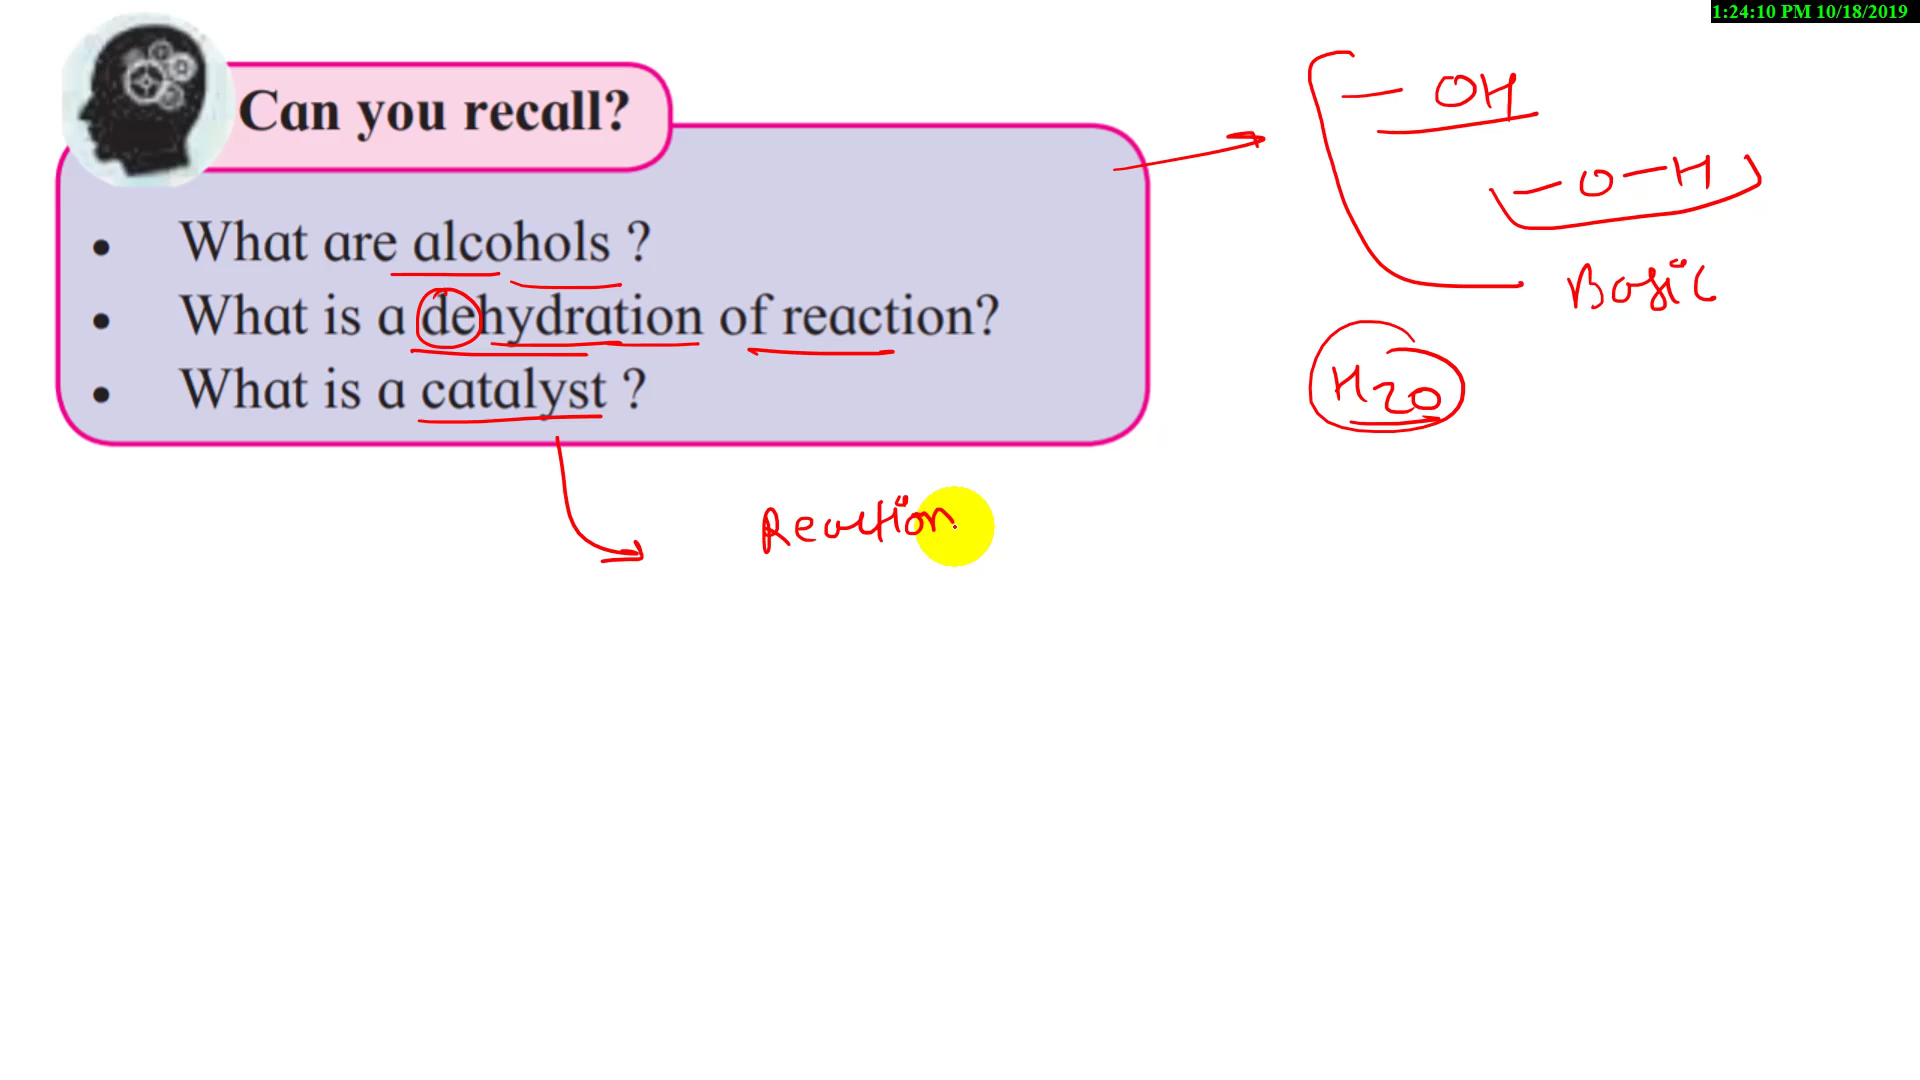 1:24:10 PM 10/18/2019
Can you recall?
• What are alcohols ?
• What is a dehydration of reaction?
• What is a catalyst ?
- OH
- O - H
Basic
H2O
Reaction